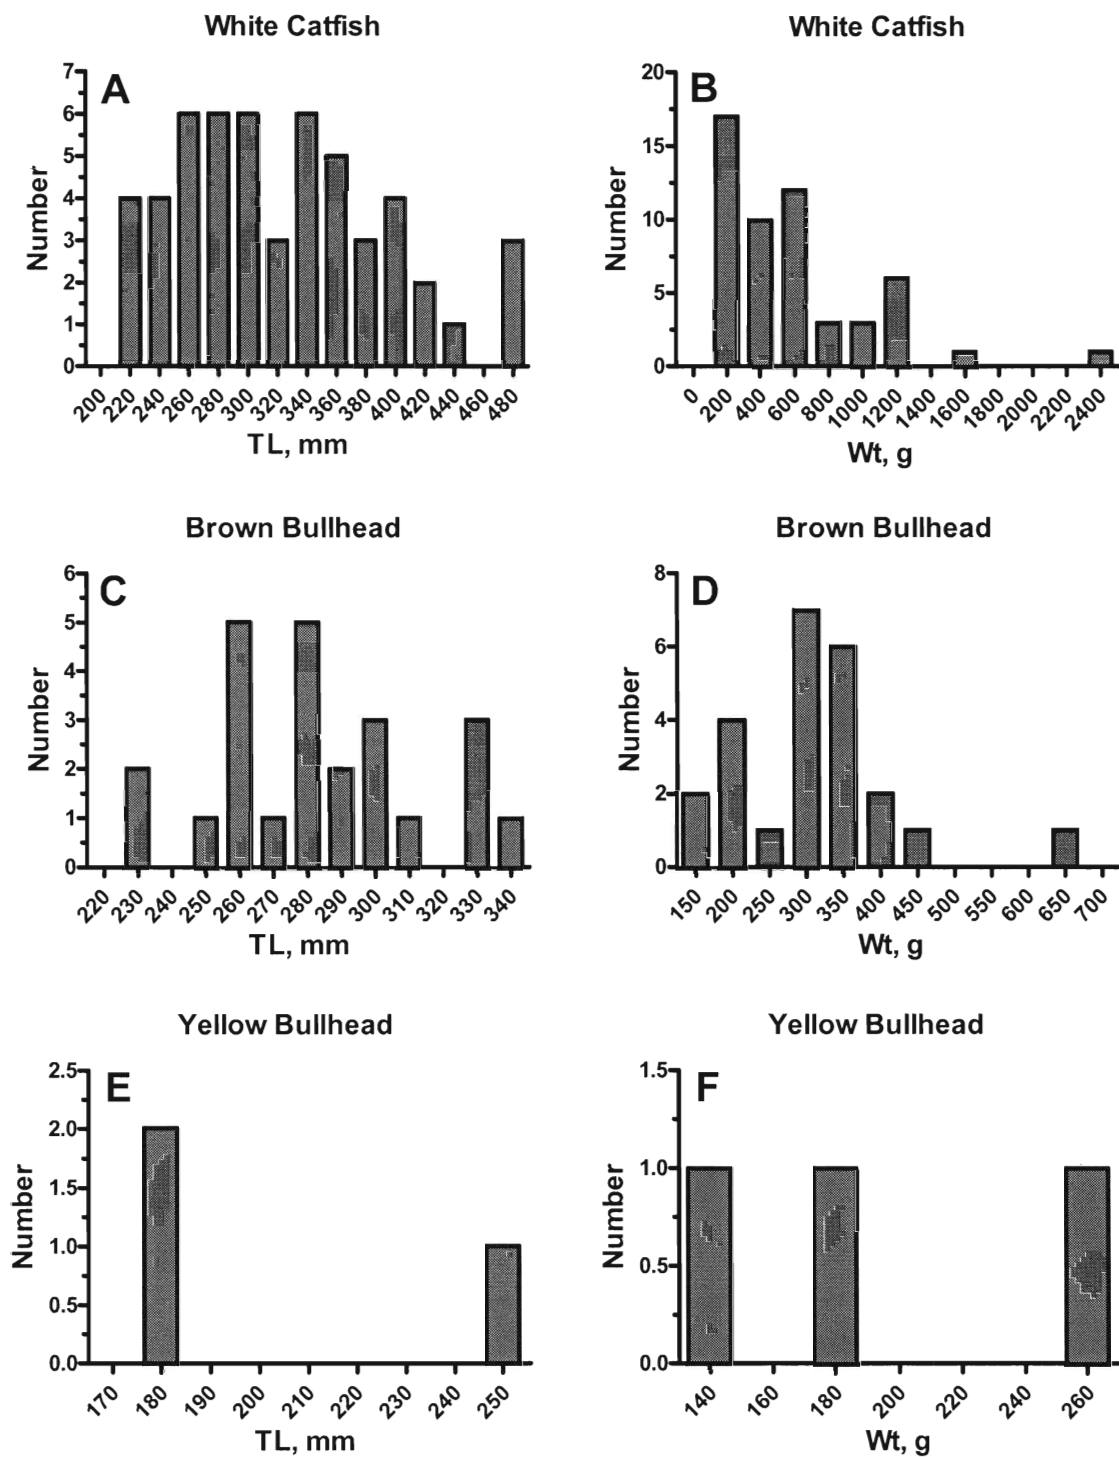 White Catfish
A
Number
7
6
5
4
3
2
1
0
200 220 240 260 280 300 320 340 360 380 400 420 440 460 480
TL, mm
White Catfish
B
Number
20
15
10
5
0
0 200 400 600 800 1000 1200 1400 1600 1800 2000 2200 2400
Wt, g
Brown Bullhead
C
Number
6
5
4
3
2
1
0
220 230 240 250 260 270 280 290 300 310 320 330 340
TL, mm
Brown Bullhead
D
Number
8
6
4
2
0
150 200 250 300 350 400 450 500 550 600 650 700
Wt, g
Yellow Bullhead
E
Number
2.5
2.0
1.5
1.0
0.5
0.0
170 180 190 200 210 220 230 240 250
TL, mm
Yellow Bullhead
F
Number
1.5
1.0
0.5
0.0
140 160 180 200 220 240 260
Wt, g